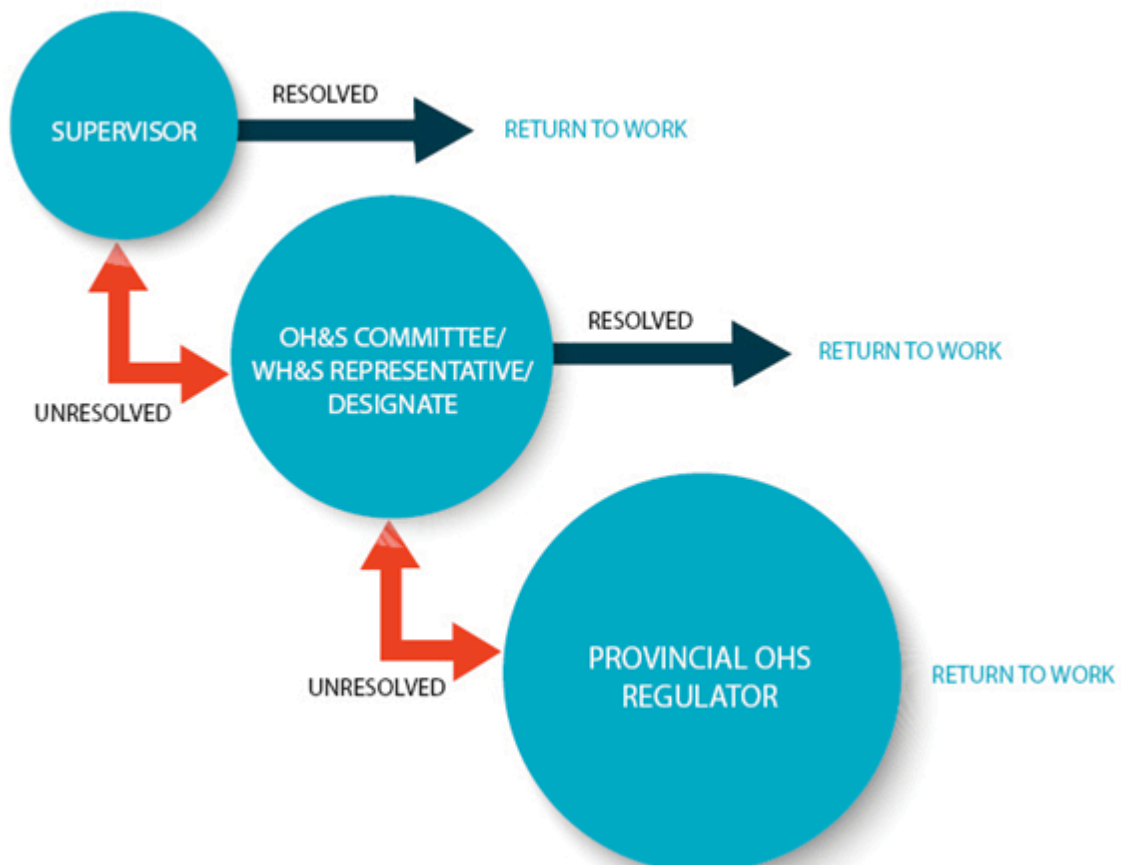 RESOLVED
SUPERVISOR
RETURN TO WORK
RESOLVED
OH&S COMMITTEE/
WH&S REPRESENTATIVE/
DESIGNATE
RETURN TO WORK
UNRESOLVED
PROVINCIAL OHS
REGULATOR
RETURN TO WORK
UNRESOLVED